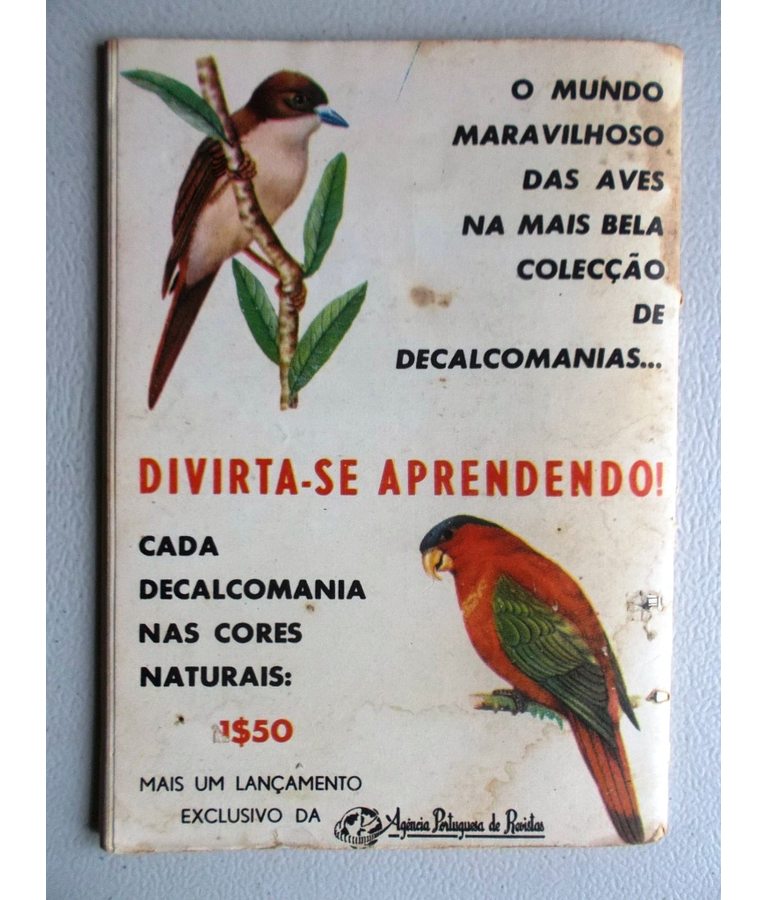 O MUNDO
MARAVILHOSO
DAS AVES
NA MAIS BELA
COLECÇÃO
DE
DECALCOMANIAS...
DIVIRTA-SE APRENDENDO!
CADA
DECALCOMANIA
NAS CORES
NATURAIS:
1$50
MAIS UM LANÇAMENTO
EXCLUSIVO DA Agência Portuguesa de Revistas